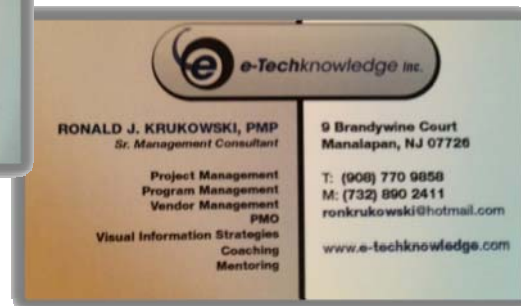 e e-Techknowledge Inc.
RONALD J. KRUKOWSKI, PMP
Sr. Management Consultant
Project Management
Program Management
Vendor Management
PMO
Visual Information Strategies
Coaching
Mentoring
9 Brandywine Court
Manalapan, NJ 07726
T: (908) 770 9858
M: (732) 890 2411
ronkrukowski@hotmail.com
www.e-techknowledge.com